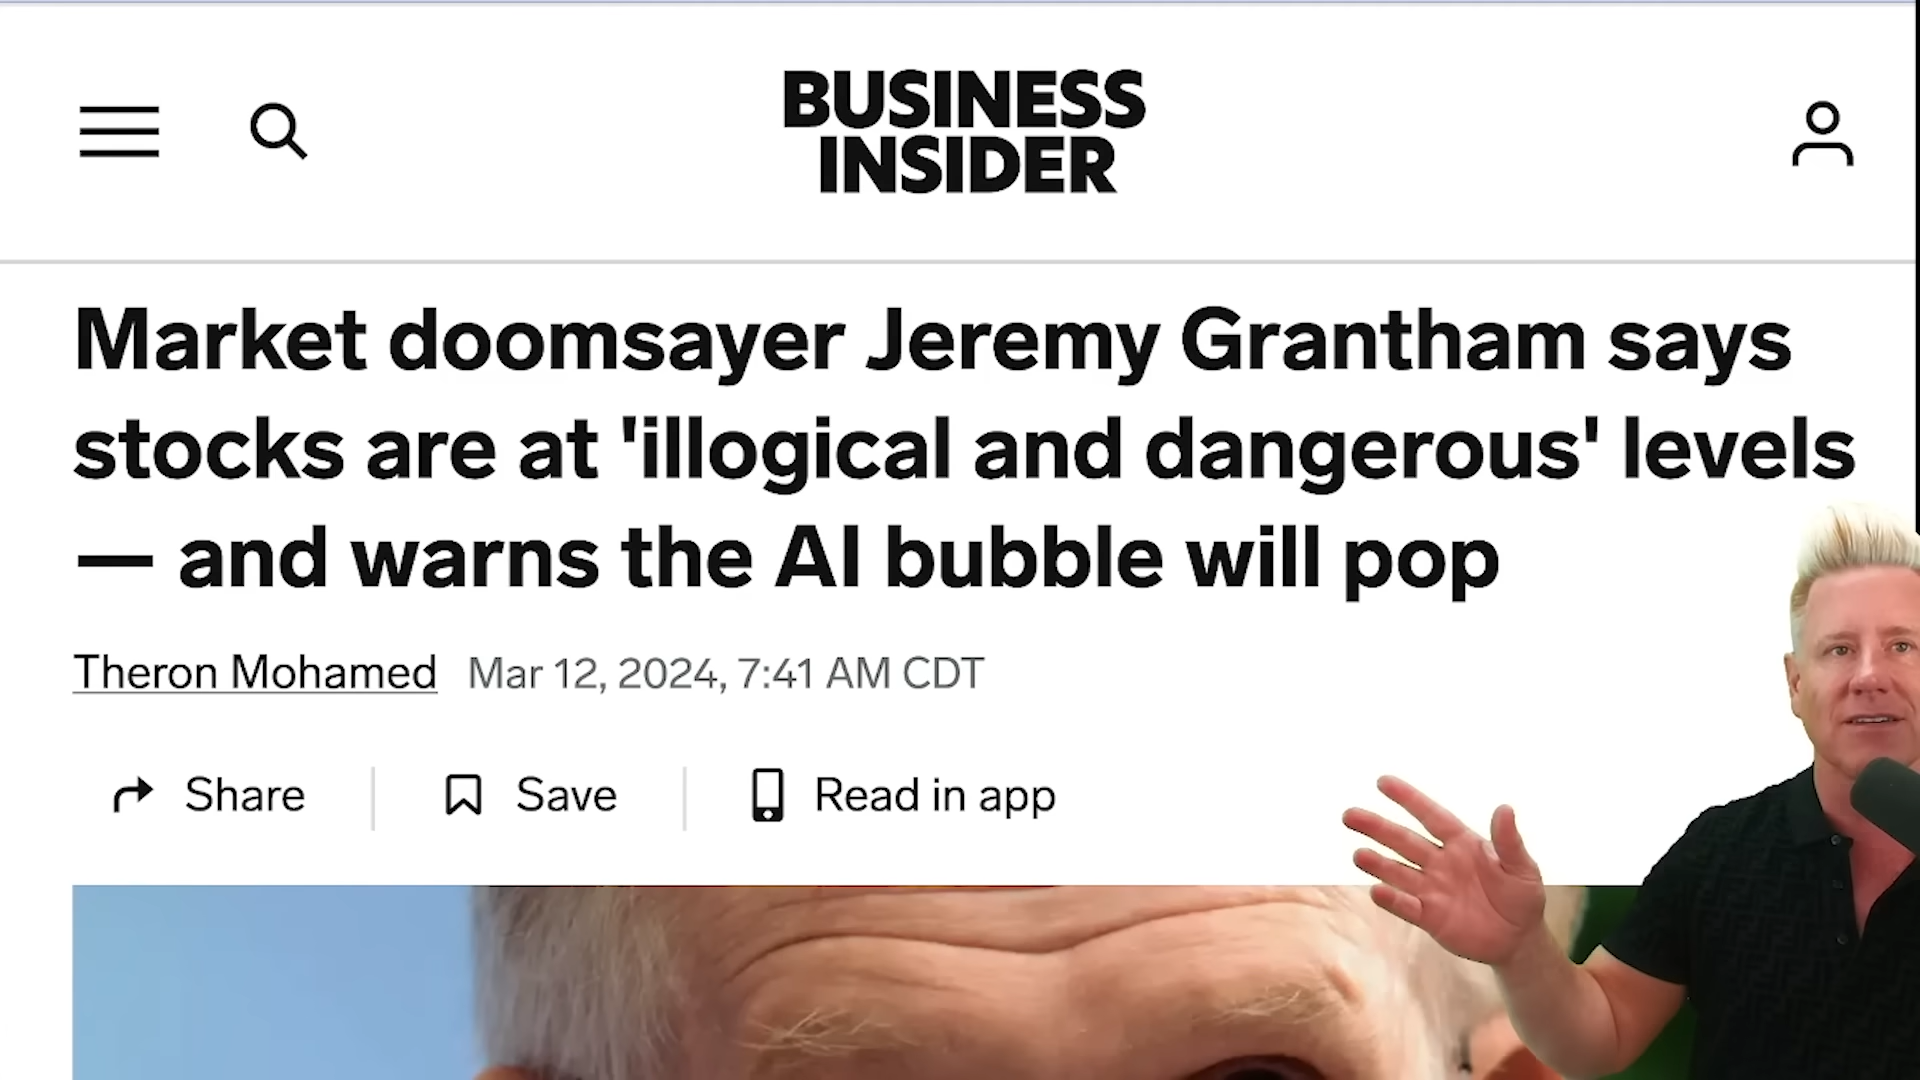 BUSINESS
INSIDER
Market doomsayer Jeremy Grantham says
stocks are at 'illogical and dangerous' levels
— and warns the AI bubble will pop
Theron Mohamed Mar 12, 2024, 7:41 AM CDT
Share Save Read in app